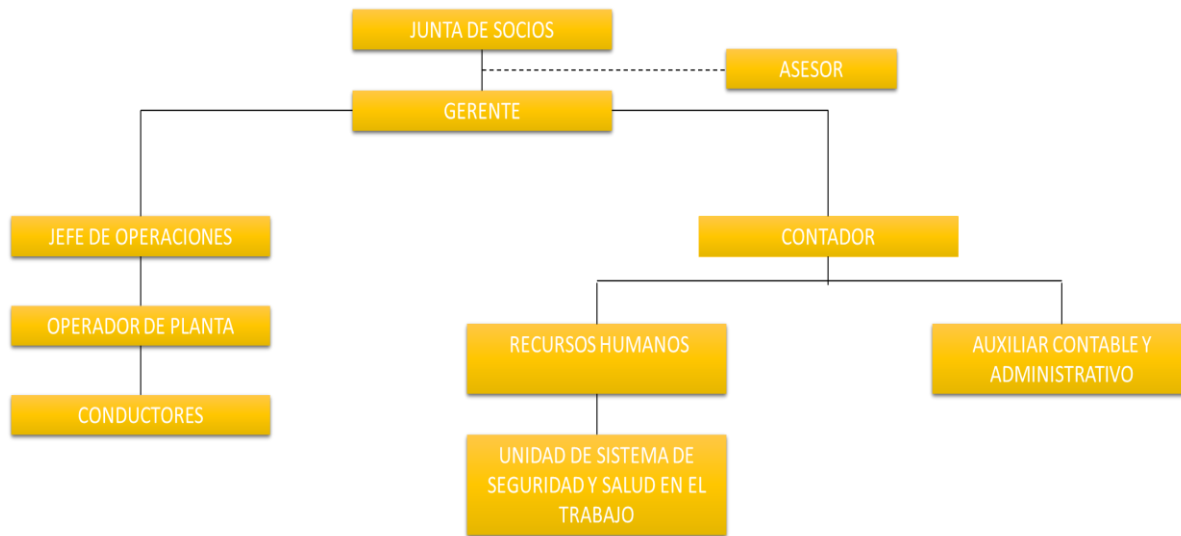 JUNTA DE SOCIOS
ASESOR
GERENTE
JEFE DE OPERACIONES
CONTADOR
OPERADOR DE PLANTA
RECURSOS HUMANOS
AUXILIAR CONTABLE Y
ADMINISTRATIVO
CONDUCTORES
UNIDAD DE SISTEMA DE
SEGURIDAD Y SALUD EN EL
TRABAJO